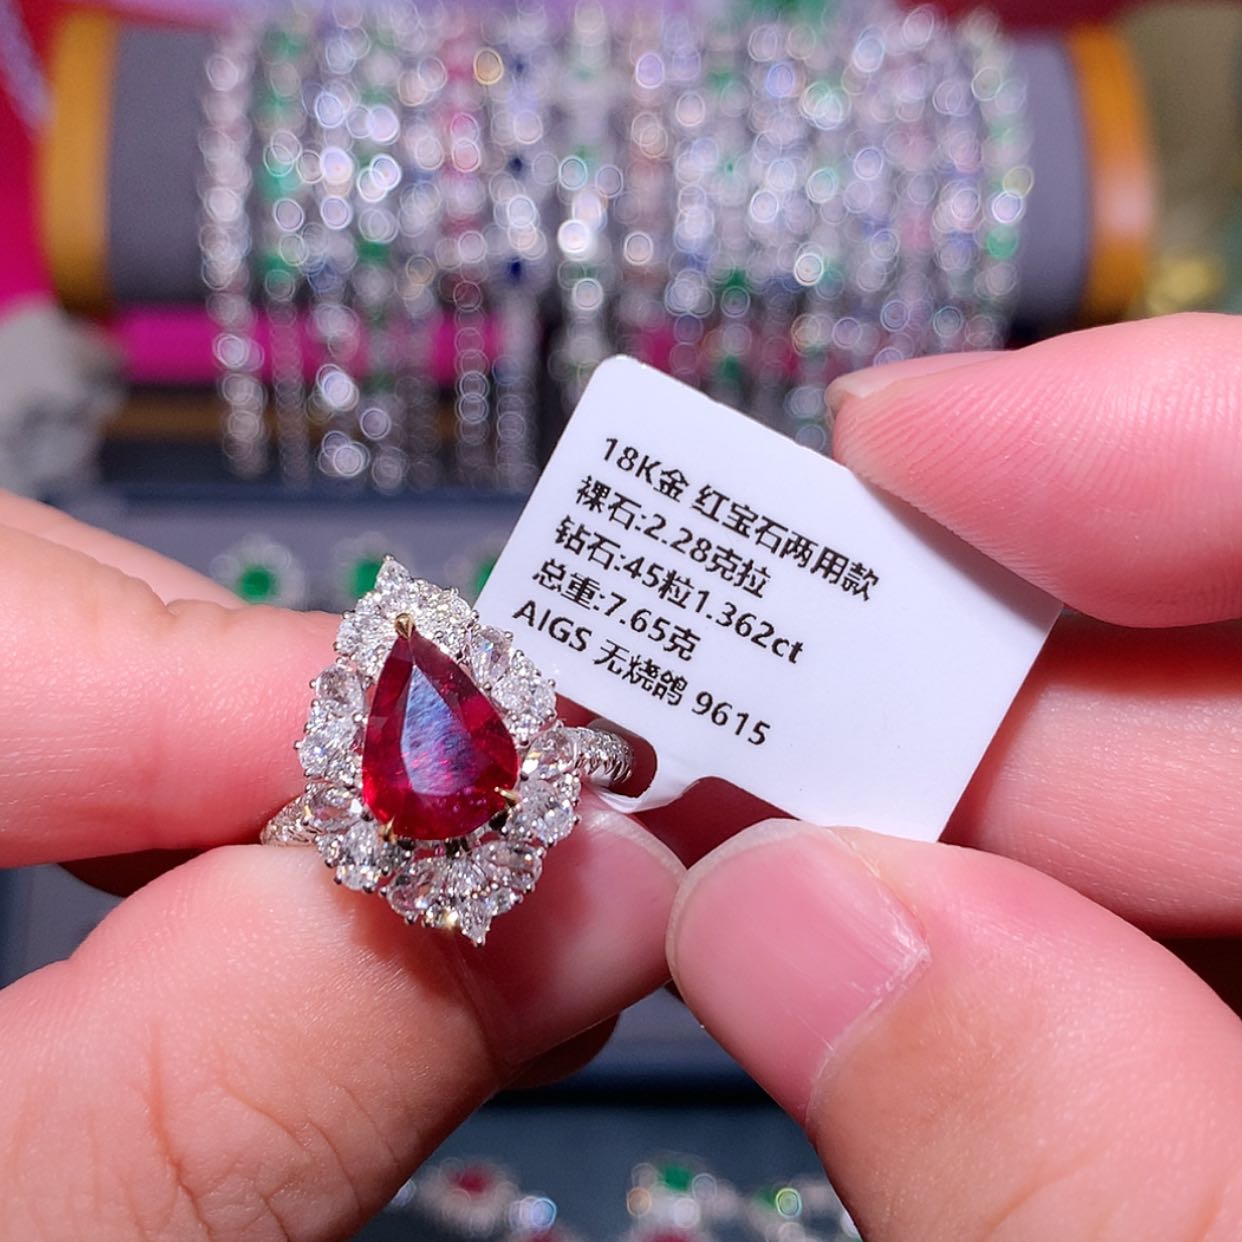 18K金 红宝石两用款
裸石:2.28克拉
钻石:45粒1.362ct
总重:7.65克
AIGS 无烧鸽 9615